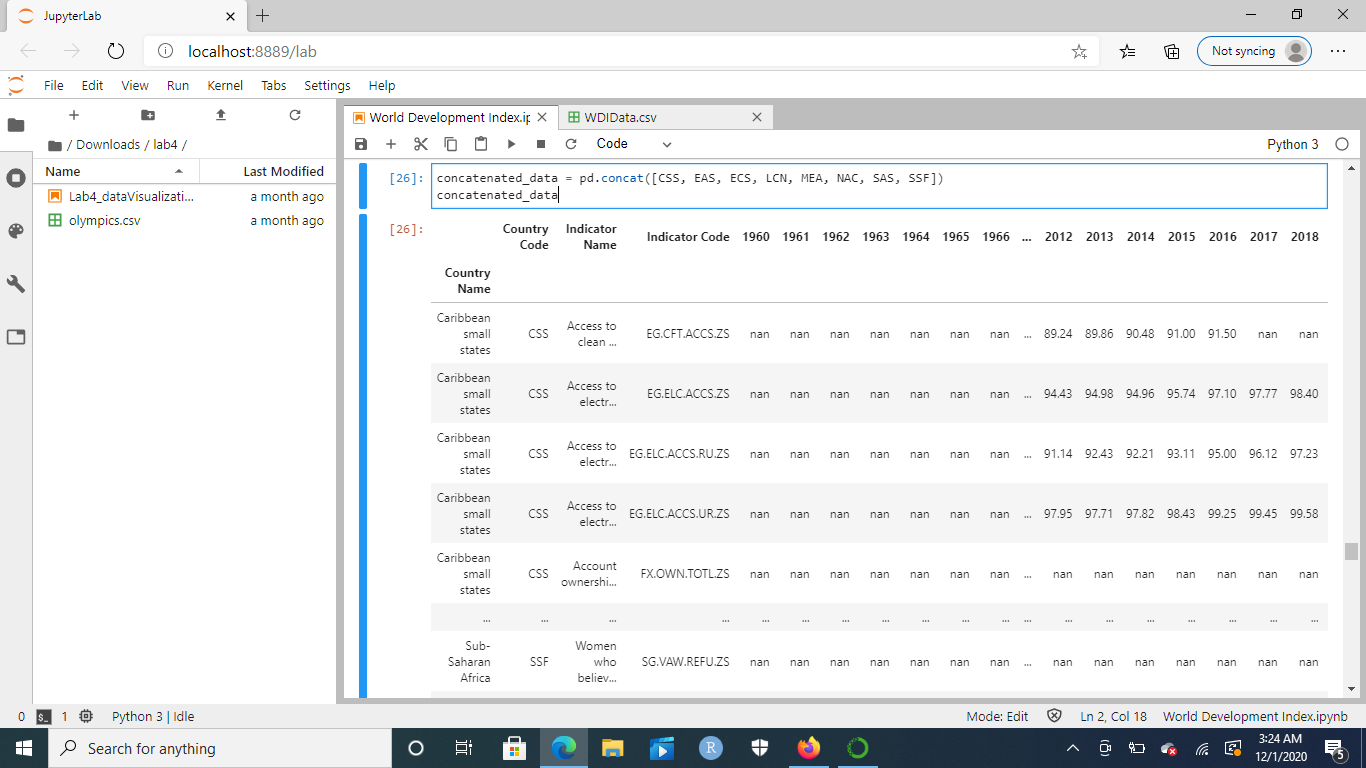 JupyterLab
localhost:8889/lab
Not syncing
File Edit View Run Kernel Tabs Settings Help
/ Downloads / lab4 /
Name Last Modified
Lab4_dataVisualizati... a month ago
olympics.csv a month ago
World Development Index.ip WDIData.csv
Code Python 3
[26]: concatenated_data = pd.concat([CSS, EAS, ECS, LCN, MEA, NAC, SAS, SSF])
concatenated_data
[26]: Country Code Indicator Name Indicator Code 1960 1961 1962 1963 1964 1965 1966 ... 2012 2013 2014 2015 2016 2017 2018
Country Name
Caribbean small states CSS Access to clean ... EG.CFT.ACCS.ZS nan nan nan nan nan nan nan ... 89.24 89.86 90.48 91.00 91.50 nan nan
Caribbean small states CSS Access to electr... EG.ELC.ACCS.ZS nan nan nan nan nan nan nan ... 94.43 94.98 94.96 95.74 97.10 97.77 98.40
Caribbean small states CSS Access to electr... EG.ELC.ACCS.RU.ZS nan nan nan nan nan nan nan ... 91.14 92.43 92.21 93.11 95.00 96.12 97.23
Caribbean small states CSS Access to electr... EG.ELC.ACCS.UR.ZS nan nan nan nan nan nan nan ... 97.95 97.71 97.82 98.43 99.25 99.45 99.58
Caribbean small states CSS Account ownershi... FX.OWN.TOTL.ZS nan nan nan nan nan nan nan ... nan nan nan nan nan nan nan
... ... ... ... ... ... ... ... ... ... ... ... ... ... ... ... ... ... ...
Sub-Saharan Africa SSF Women who believ... SG.VAW.REFU.ZS nan nan nan nan nan nan nan ... nan nan nan nan nan nan nan
0 1 Python 3 | Idle Mode: Edit Ln 2, Col 18 World Development Index.ipynb
Search for anything
R
3:24 AM
12/1/2020
5